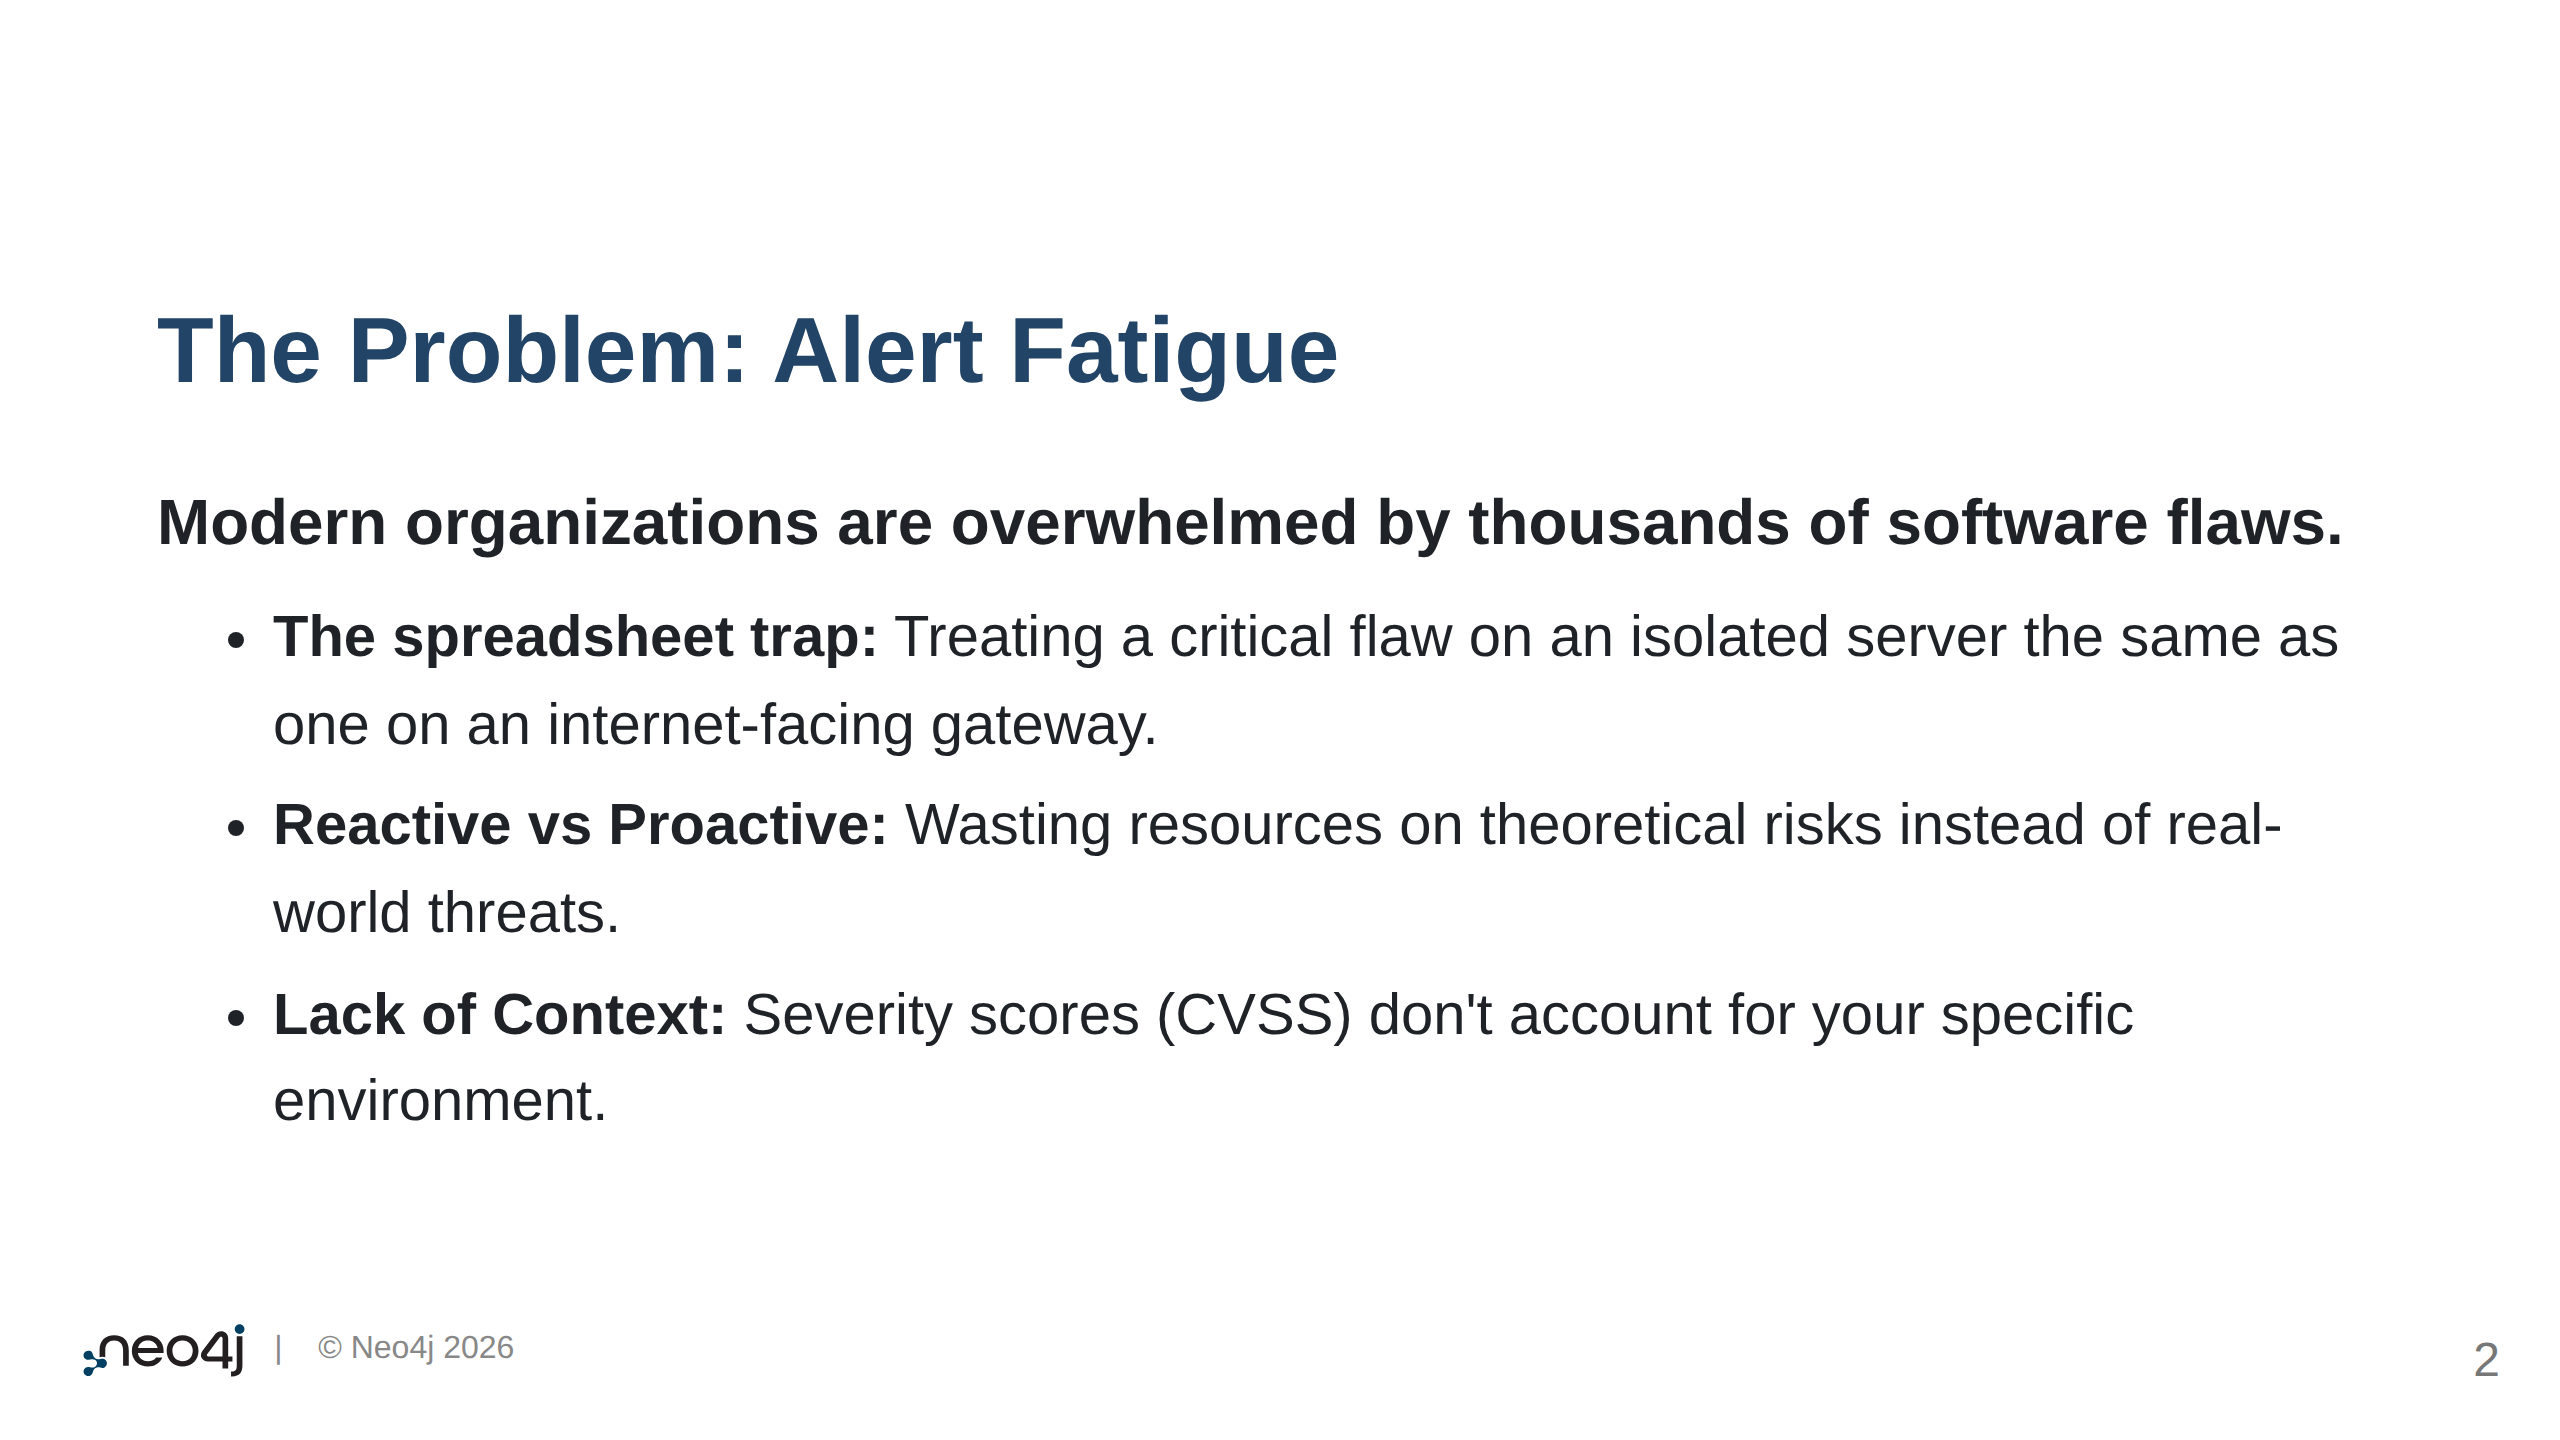 The Problem: Alert Fatigue
Modern organizations are overwhelmed by thousands of software flaws.
• The spreadsheet trap: Treating a critical flaw on an isolated server the same as
one on an internet-facing gateway.
• Reactive vs Proactive: Wasting resources on theoretical risks instead of real-
world threats.
• Lack of Context: Severity scores (CVSS) don't account for your specific
environment.
neo4j | © Neo4j 2026
2